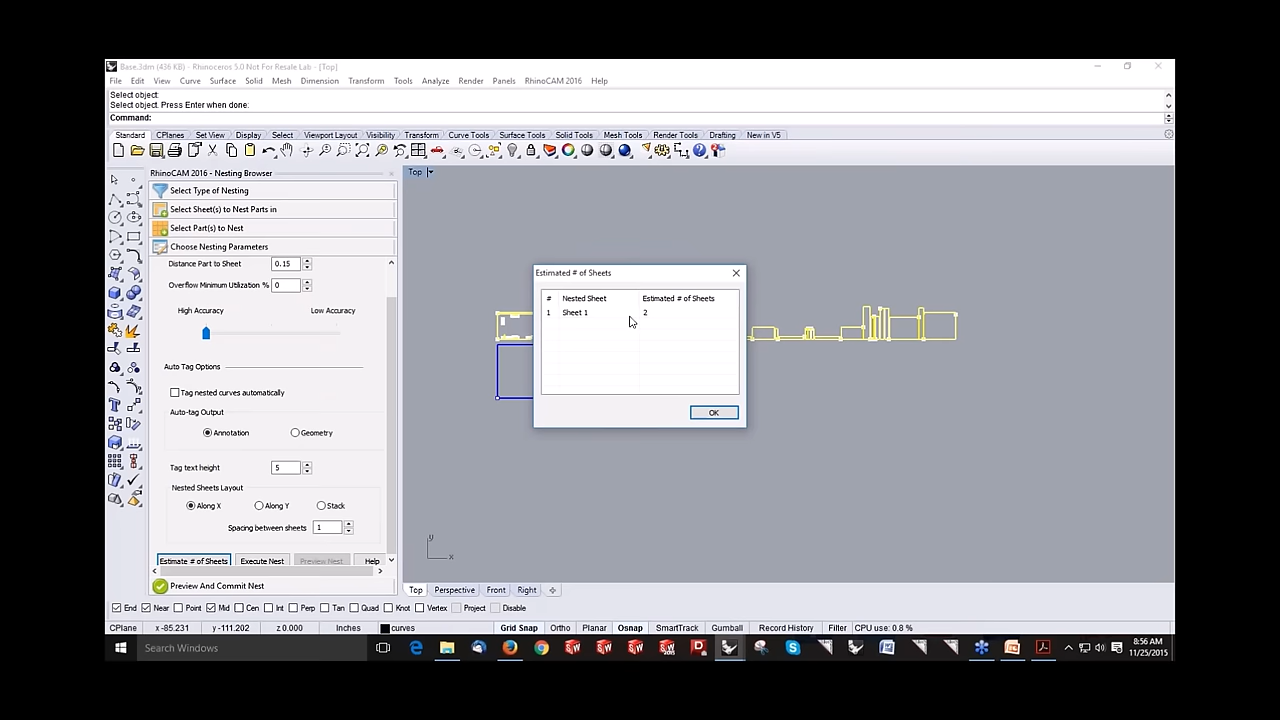 Base.3dm (436 KB) - Rhinoceros 5.0 Not For Resale Lab - [Top]
File Edit View Curve Surface Solid Mesh Dimension Transform Tools Analyze Render Panels RhinoCAM 2016 Help
Select object:
Select object. Press Enter when done:
Command:
Standard CPlanes Set View Display Select Viewport Layout Visibility Transform Curve Tools Surface Tools Solid Tools Mesh Tools Render Tools Drafting New in V5
RhinoCAM 2016 - Nesting Browser
Top
Select Type of Nesting
Select Sheet(s) to Nest Parts in
Select Part(s) to Nest
Choose Nesting Parameters
Distance Part to Sheet 0.15
Overflow Minimum Utilization % 0
High Accuracy Low Accuracy
Auto Tag Options
Tag nested curves automatically
Auto-tag Output
Annotation Geometry
Tag text height 5
Nested Sheets Layout
Along X Along Y Stack
Spacing between sheets 1
Estimate # of Sheets Execute Nest Preview Nest Help
Preview And Commit Nest
Estimated # of Sheets
# Nested Sheet Estimated # of Sheets
1 Sheet 1 2
OK
y
x
Top Perspective Front Right
End Near Point Mid Cen Int Perp Tan Quad Knot Vertex Project Disable
CPlane x -85.231 y -111.202 z 0.000 Inches curves Grid Snap Ortho Planar Osnap SmartTrack Gumball Record History Filter CPU use: 0.8 %
Search Windows
8:56 AM
11/25/2015